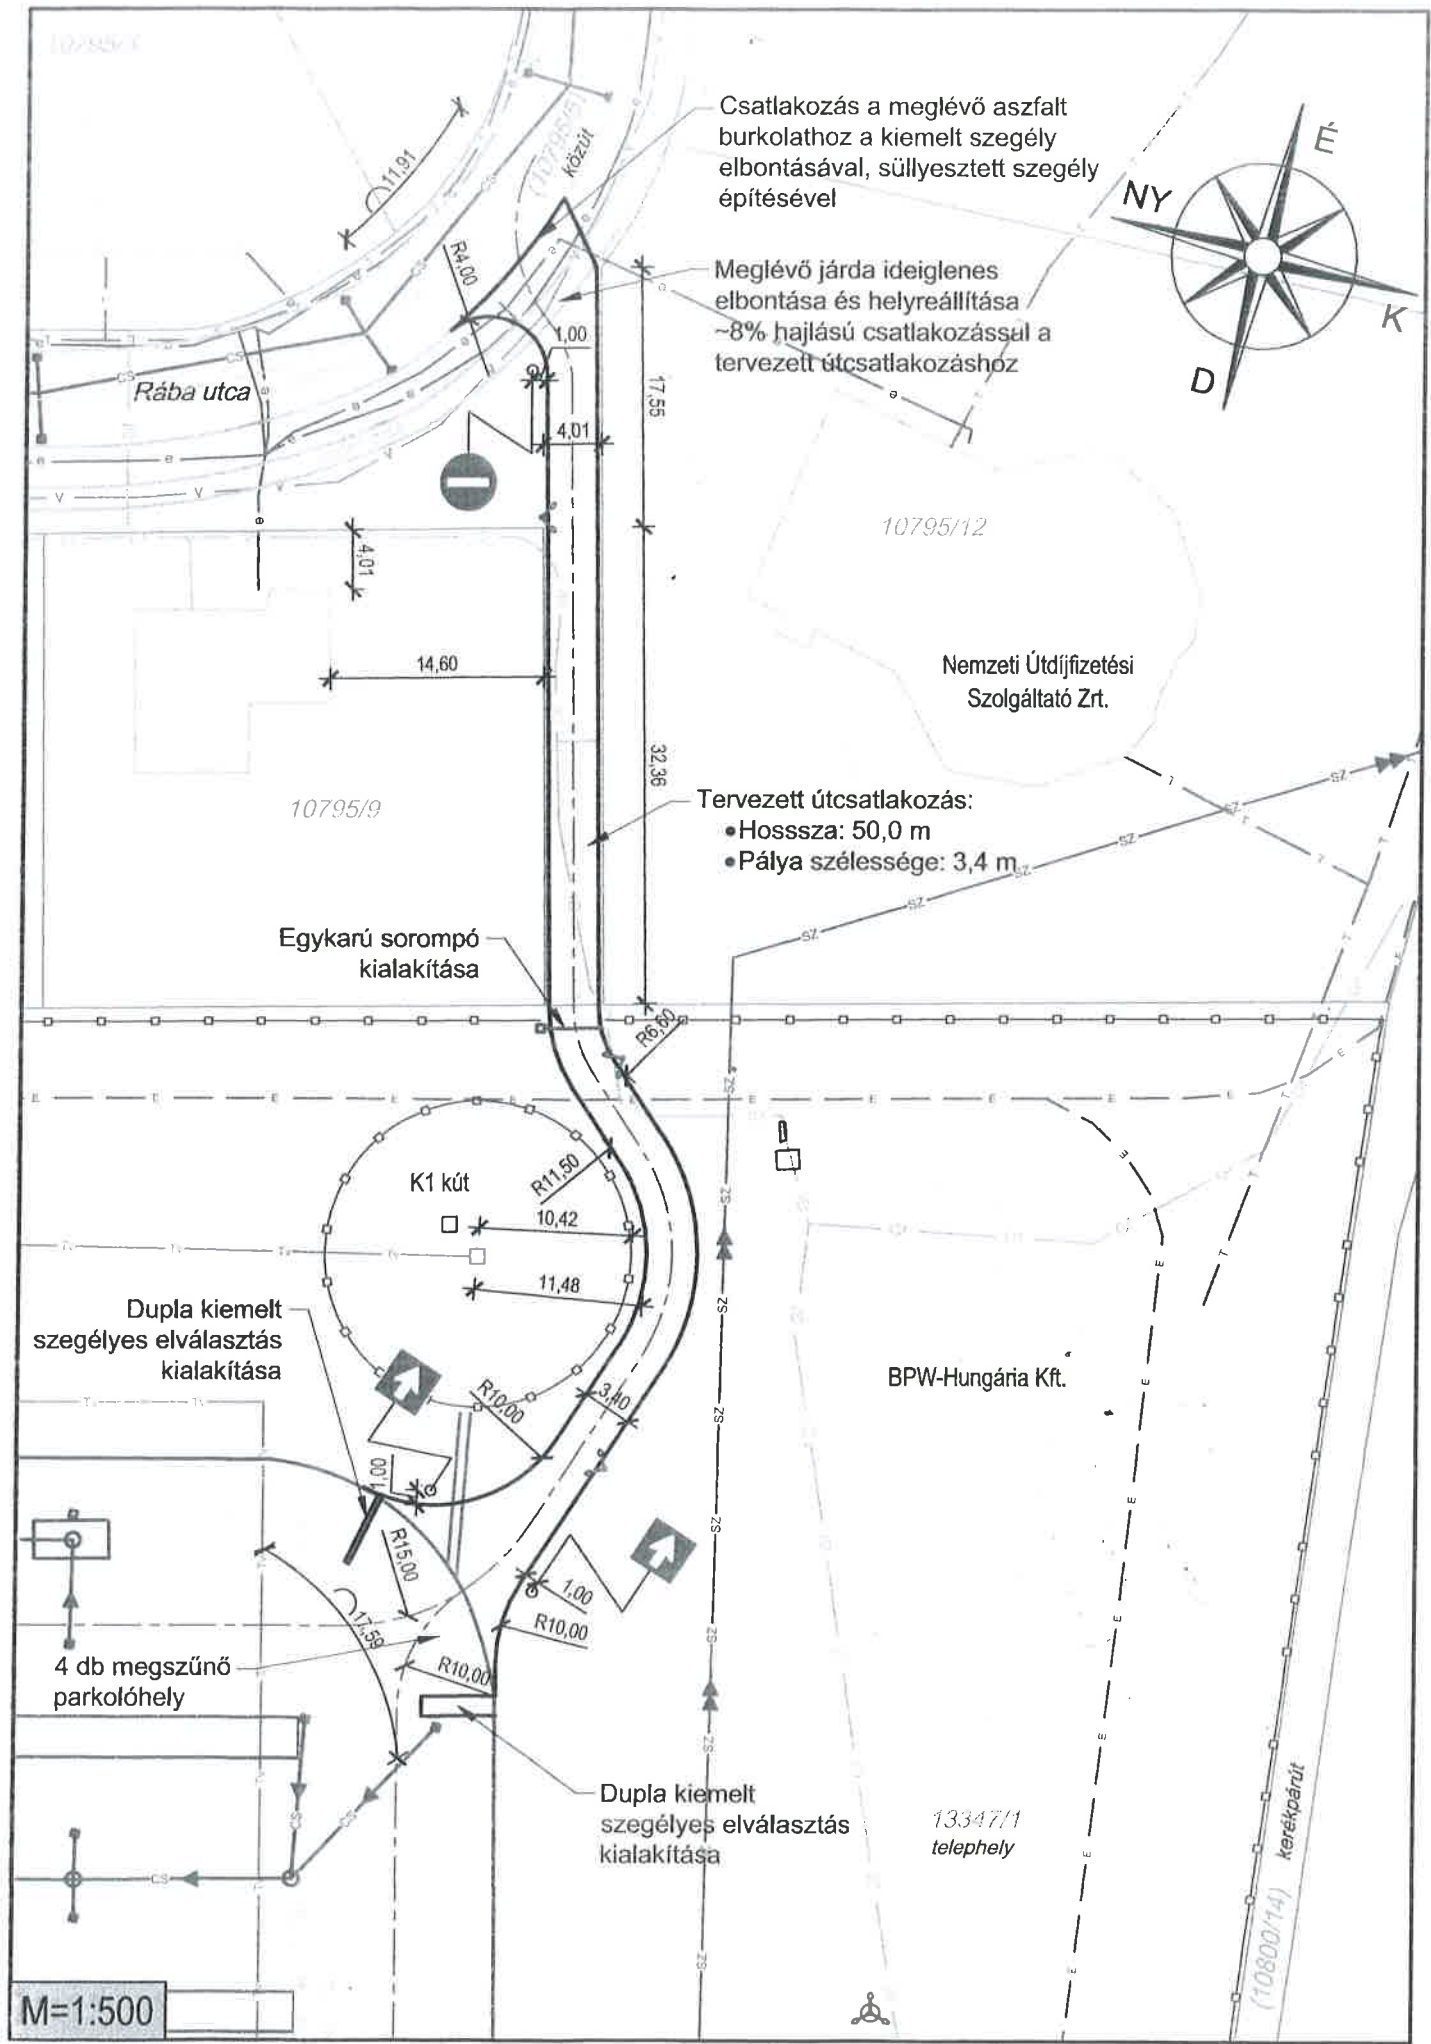 10795/
(10795/5)
közút
Csatlakozás a meglévő aszfalt
burkolathoz a kiemelt szegély
elbontásával, süllyesztett szegély
építésével
É
NY
K
D
11,91
R4,00
Meglévő járda ideiglenes
elbontása és helyreállítása
~8% hajlású csatlakozással a
tervezett útcsatlakozáshoz
1,00
17,55
Rába utca
4,01
10795/12
4,01
14,60
Nemzeti Útdíjfizetési
Szolgáltató Zrt.
32,36
10795/9
Tervezett útcsatlakozás:
•Hosssza: 50,0 m
•Pálya szélessége: 3,4 m
Egykarú sorompó
kialakítása
R6,60
K1 kút
R11,50
10,42
11,48
Dupla kiemelt
szegélyes elválasztás
kialakítása
R10,00
3,40
BPW-Hungária Kft.
1,00
R15,00
1,00
R10,00
17,59
4 db megszűnő
parkolóhely
R10,00
Dupla kiemelt
szegélyes elválasztás
kialakítása
13347/1
telephely
kerékpárút
(10800/14)
M=1:500